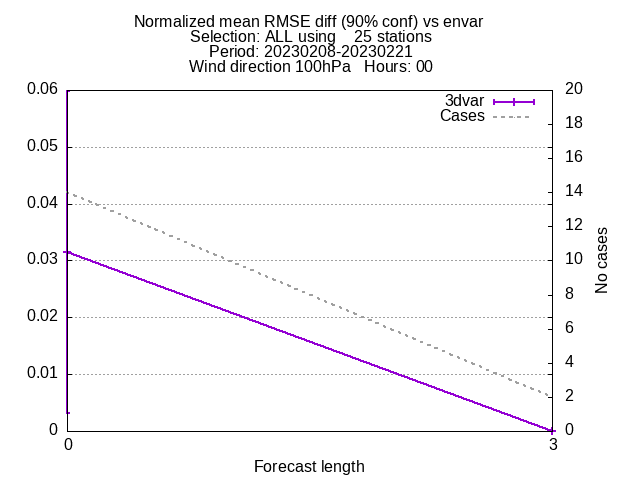 Normalized mean RMSE diff (90% conf) vs envar
Selection: ALL using    25 stations
Period: 20230208-20230221
Wind direction 100hPa   Hours: 00
3dvar
Cases
0.06
0.05
0.04
0.03
0.02
0.01
0
20
18
16
14
12
10
8
6
4
2
0
No cases
0
3
Forecast length